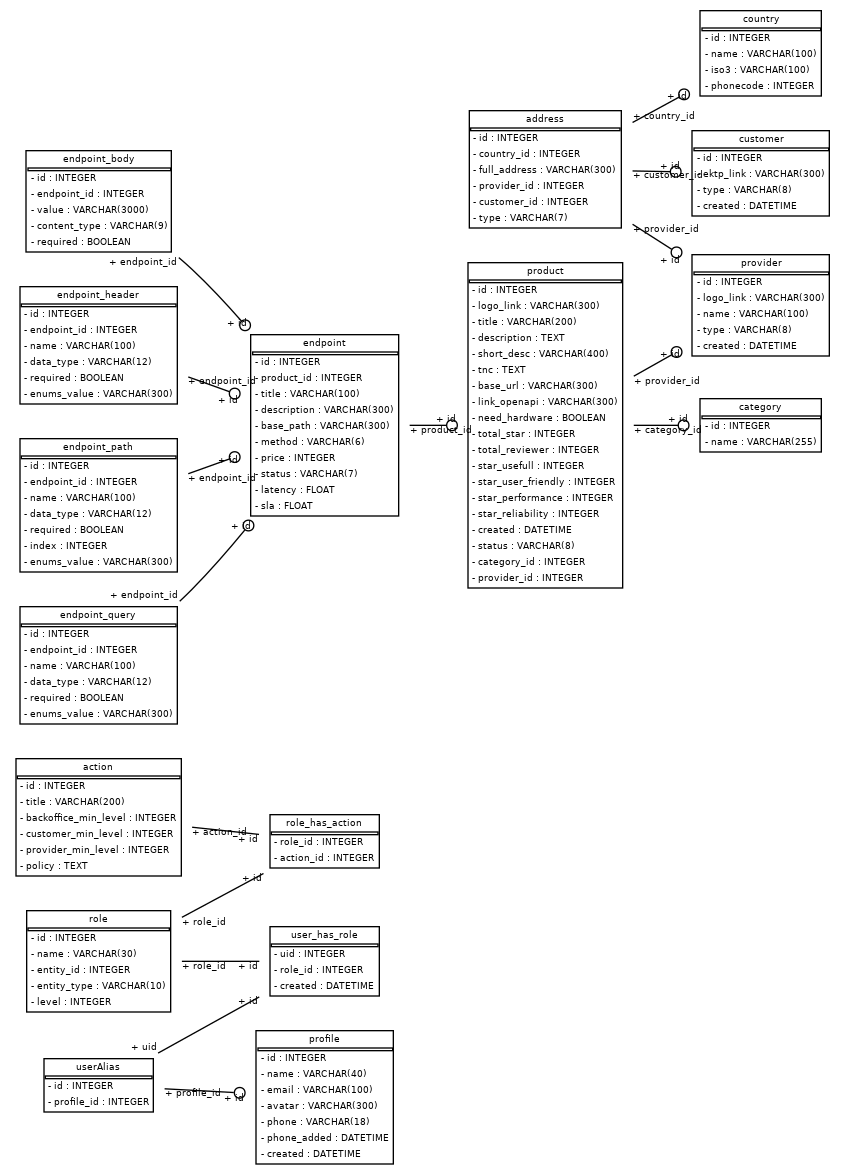 country
- id : INTEGER
- name : VARCHAR(100)
- iso3 : VARCHAR(100)
- phonecode : INTEGER
+ id
+ country_id
address
- id : INTEGER
- country_id : INTEGER
- full_address : VARCHAR(300)
- provider_id : INTEGER
- customer_id : INTEGER
- type : VARCHAR(7)
customer
- id : INTEGER
- ektp_link : VARCHAR(300)
- type : VARCHAR(8)
- created : DATETIME
+ id
+ customer_id
+ provider_id
+ id
provider
- id : INTEGER
- logo_link : VARCHAR(300)
- name : VARCHAR(100)
- type : VARCHAR(8)
- created : DATETIME
+ id
+ provider_id
endpoint_body
- id : INTEGER
- endpoint_id : INTEGER
- value : VARCHAR(3000)
- content_type : VARCHAR(9)
- required : BOOLEAN
+ endpoint_id
+ id
endpoint_header
- id : INTEGER
- endpoint_id : INTEGER
- name : VARCHAR(100)
- data_type : VARCHAR(12)
- required : BOOLEAN
- enums_value : VARCHAR(300)
+ endpoint_id
+ id
endpoint
- id : INTEGER
- product_id : INTEGER
- title : VARCHAR(100)
- description : VARCHAR(300)
- base_path : VARCHAR(300)
- method : VARCHAR(6)
- price : INTEGER
- status : VARCHAR(7)
- latency : FLOAT
- sla : FLOAT
+ id
+ product_id
product
- id : INTEGER
- logo_link : VARCHAR(300)
- title : VARCHAR(200)
- description : TEXT
- short_desc : VARCHAR(400)
- tnc : TEXT
- base_url : VARCHAR(300)
- link_openapi : VARCHAR(300)
- need_hardware : BOOLEAN
- total_star : INTEGER
- total_reviewer : INTEGER
- star_usefull : INTEGER
- star_user_friendly : INTEGER
- star_performance : INTEGER
- star_reliability : INTEGER
- created : DATETIME
- status : VARCHAR(8)
- category_id : INTEGER
- provider_id : INTEGER
+ id
+ category_id
category
- id : INTEGER
- name : VARCHAR(255)
endpoint_path
- id : INTEGER
- endpoint_id : INTEGER
- name : VARCHAR(100)
- data_type : VARCHAR(12)
- required : BOOLEAN
- index : INTEGER
- enums_value : VARCHAR(300)
+ id
+ endpoint_id
+ id
+ endpoint_id
endpoint_query
- id : INTEGER
- endpoint_id : INTEGER
- name : VARCHAR(100)
- data_type : VARCHAR(12)
- required : BOOLEAN
- enums_value : VARCHAR(300)
action
- id : INTEGER
- title : VARCHAR(200)
- backoffice_min_level : INTEGER
- customer_min_level : INTEGER
- provider_min_level : INTEGER
- policy : TEXT
+ action_id
+ id
role_has_action
- role_id : INTEGER
- action_id : INTEGER
+ id
+ role_id
role
- id : INTEGER
- name : VARCHAR(30)
- entity_id : INTEGER
- entity_type : VARCHAR(10)
- level : INTEGER
+ role_id
+ id
user_has_role
- uid : INTEGER
- role_id : INTEGER
- created : DATETIME
+ id
+ uid
userAlias
- id : INTEGER
- profile_id : INTEGER
+ profile_id
+ id
profile
- id : INTEGER
- name : VARCHAR(40)
- email : VARCHAR(100)
- avatar : VARCHAR(300)
- phone : VARCHAR(18)
- phone_added : DATETIME
- created : DATETIME